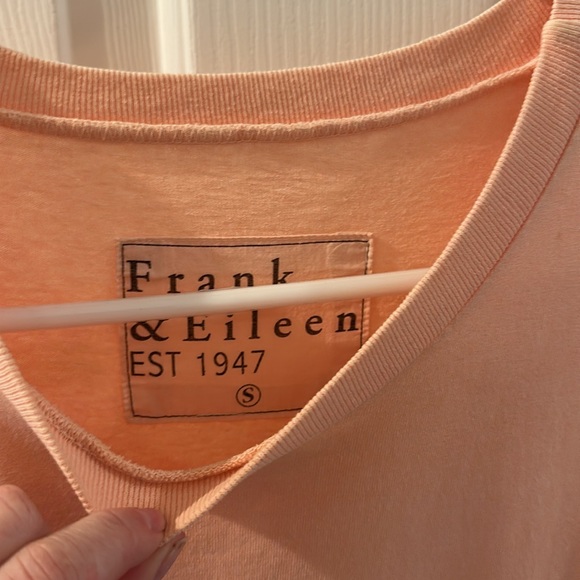 Frank
& Eileen
EST 1947
S